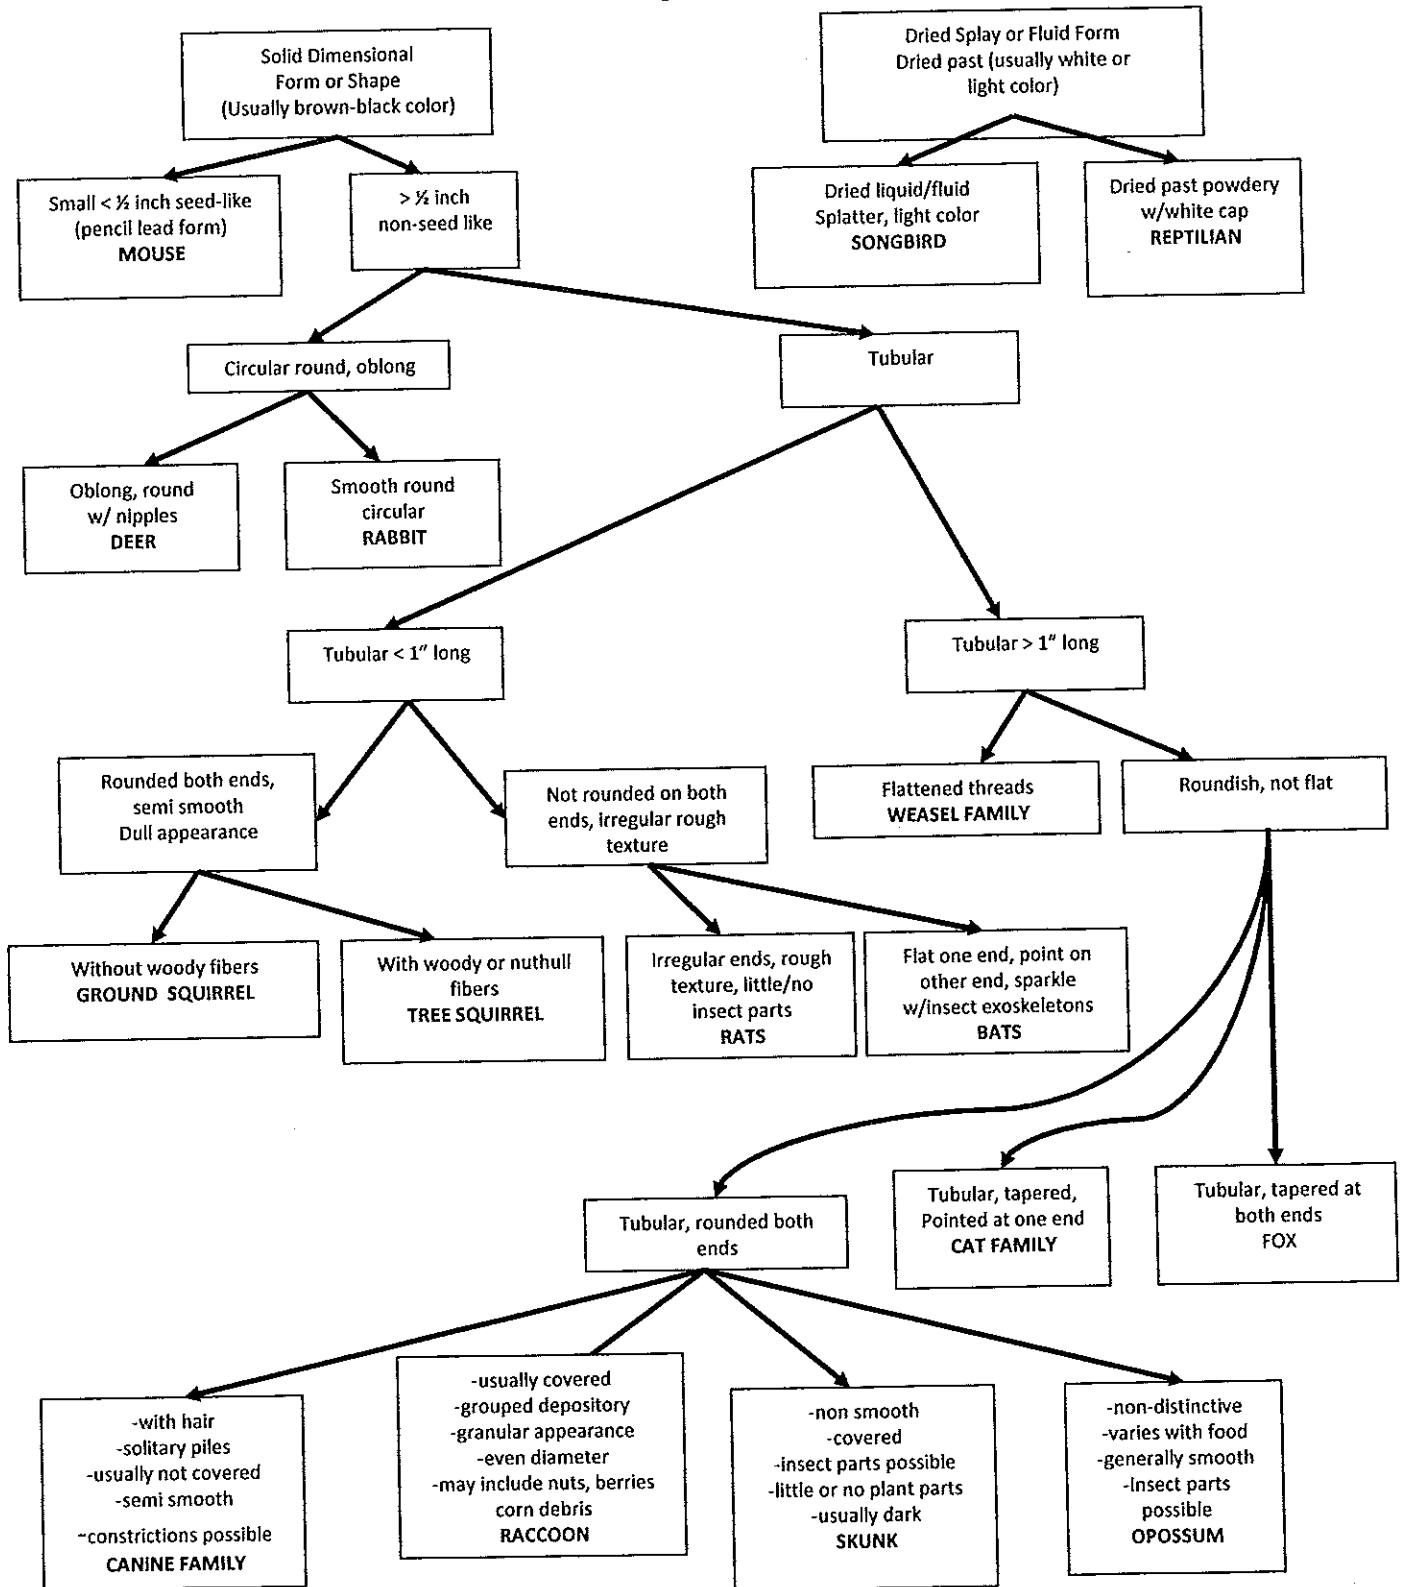 Solid Dimensional
Form or Shape
(Usually brown-black color)
Dried Splay or Fluid Form
Dried past (usually white or
light color)
Small < ½ inch seed-like
(pencil lead form)
MOUSE
> ½ inch
non-seed like
Dried liquid/fluid
Splatter, light color
SONGBIRD
Dried past powdery
w/white cap
REPTILIAN
Circular round, oblong
Tubular
Oblong, round
w/ nipples
DEER
Smooth round
circular
RABBIT
Tubular < 1" long
Tubular > 1" long
Rounded both ends,
semi smooth
Dull appearance
Not rounded on both
ends, irregular rough
texture
Flattened threads
WEASEL FAMILY
Roundish, not flat
Without woody fibers
GROUND SQUIRREL
With woody or nuthull
fibers
TREE SQUIRREL
Irregular ends, rough
texture, little/no
insect parts
RATS
Flat one end, point on
other end, sparkle
w/insect exoskeletons
BATS
Tubular, rounded both
ends
Tubular, tapered,
Pointed at one end
CAT FAMILY
Tubular, tapered at
both ends
FOX
-with hair
-solitary piles
-usually not covered
-semi smooth
-constrictions possible
CANINE FAMILY
-usually covered
-grouped depository
-granular appearance
-even diameter
-may include nuts, berries
corn debris
RACCOON
-non smooth
-covered
-insect parts possible
-little or no plant parts
-usually dark
SKUNK
-non-distinctive
-varies with food
-generally smooth
-Insect parts
possible
OPOSSUM